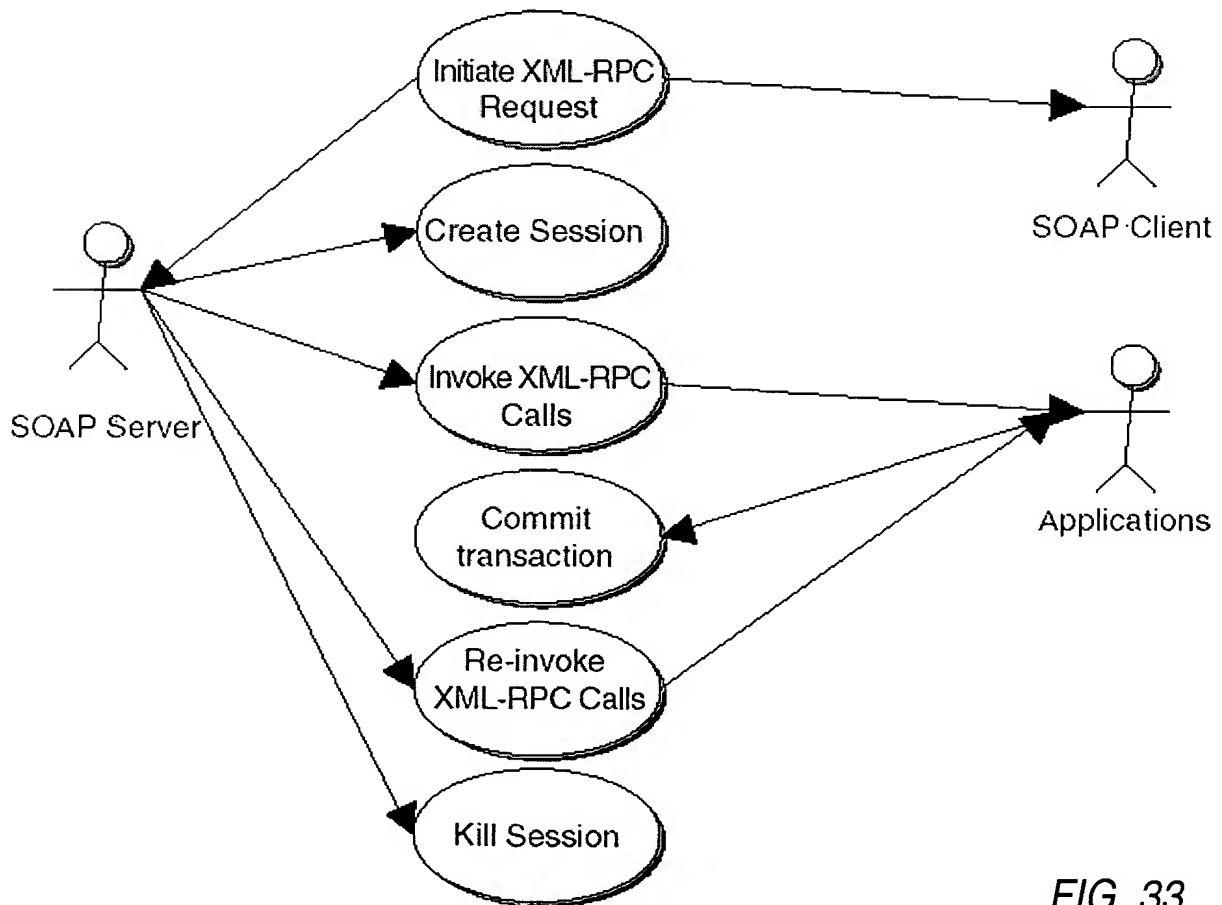 Initiate XML-RPC
Request
SOAP Client
Create Session
SOAP Server
Invoke XML-RPC
Calls
Applications
Commit
transaction
Re-invoke
XML-RPC Calls
Kill Session
FIG. 33